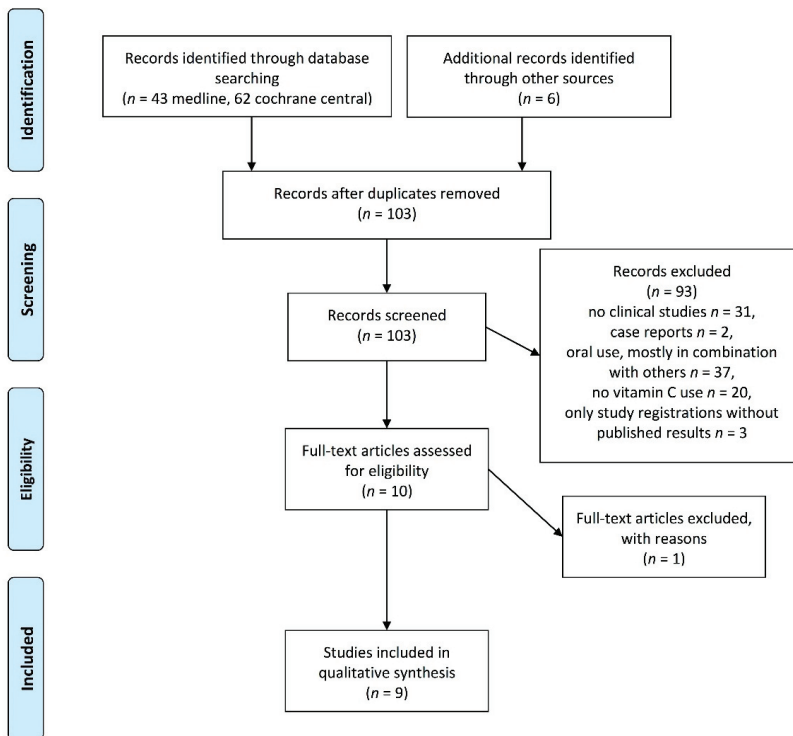 Identification
Records identified through database
searching
(n = 43 medline, 62 cochrane central)
Additional records identified
through other sources
(n = 6)
Records after duplicates removed
(n = 103)
Screening
Records screened
(n = 103)
Records excluded
(n = 93)
no clinical studies n = 31,
case reports n = 2,
oral use, mostly in combination
with others n = 37,
no vitamin C use n = 20,
only study registrations without
published results n = 3
Eligibility
Full-text articles assessed
for eligibility
(n = 10)
Full-text articles excluded,
with reasons
(n = 1)
Included
Studies included in
qualitative synthesis
(n = 9)